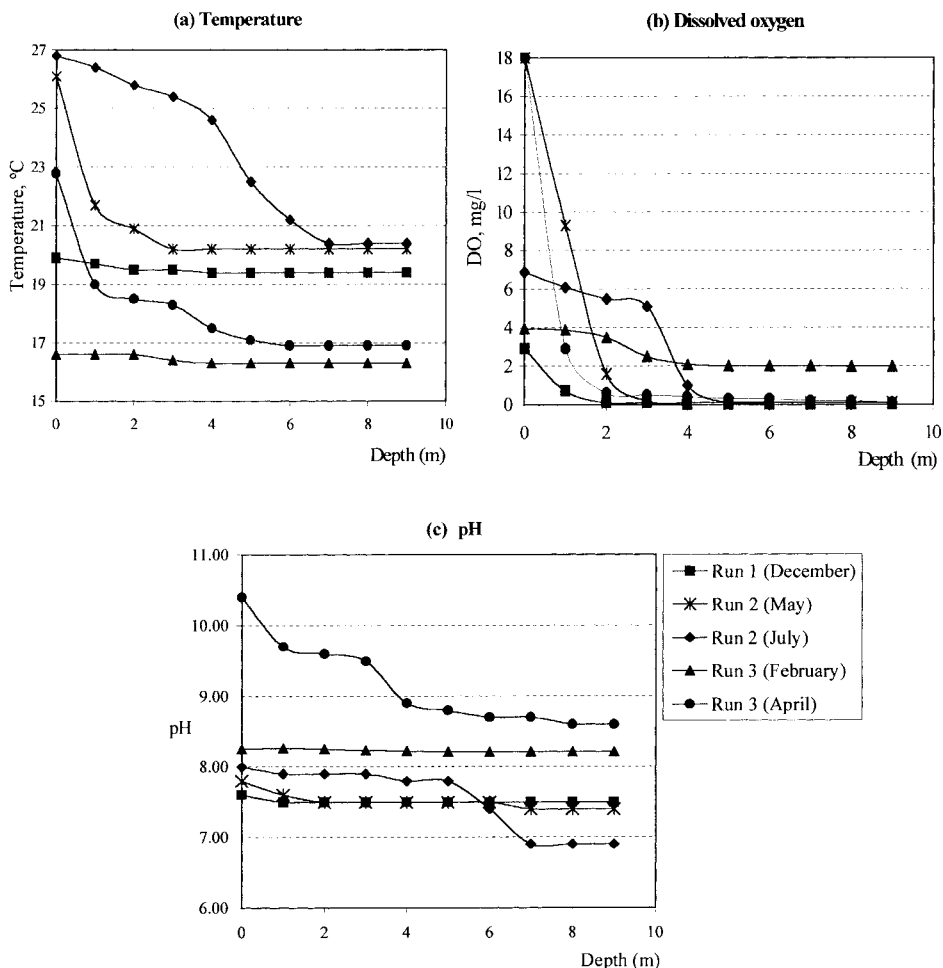 (a) Temperature
27
25
23
21
19
17
15
Temperature, °C
0 2 4 6 8 10
Depth (m)
(b) Dissolved oxygen
18
16
14
12
10
8
6
4
2
0
DO, mg/l
0 2 4 6 8 10
Depth (m)
(c) pH
11.00
10.00
9.00
8.00
7.00
6.00
pH
0 2 4 6 8 10
Depth (m)
Run 1 (December)
Run 2 (May)
Run 2 (July)
Run 3 (February)
Run 3 (April)